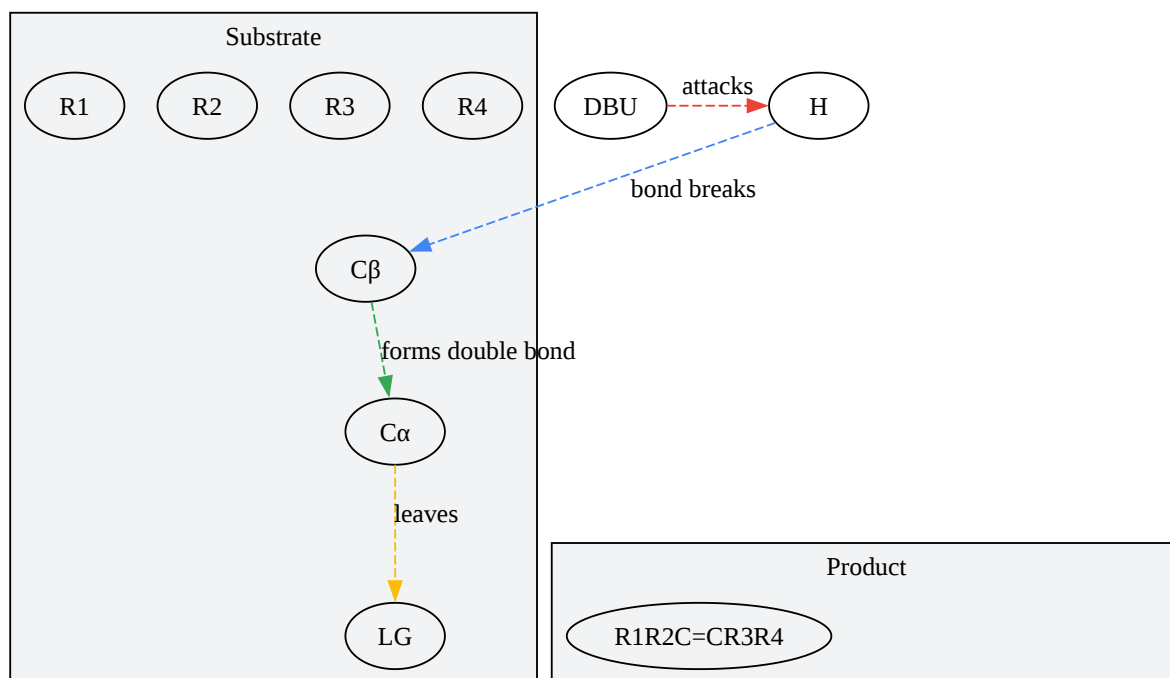 Substrate
R1
R2
R3
R4
DBU
attacks
H
bond breaks
Cβ
forms double bond
Cα
leaves
Product
LG
R1R2C=CR3R4